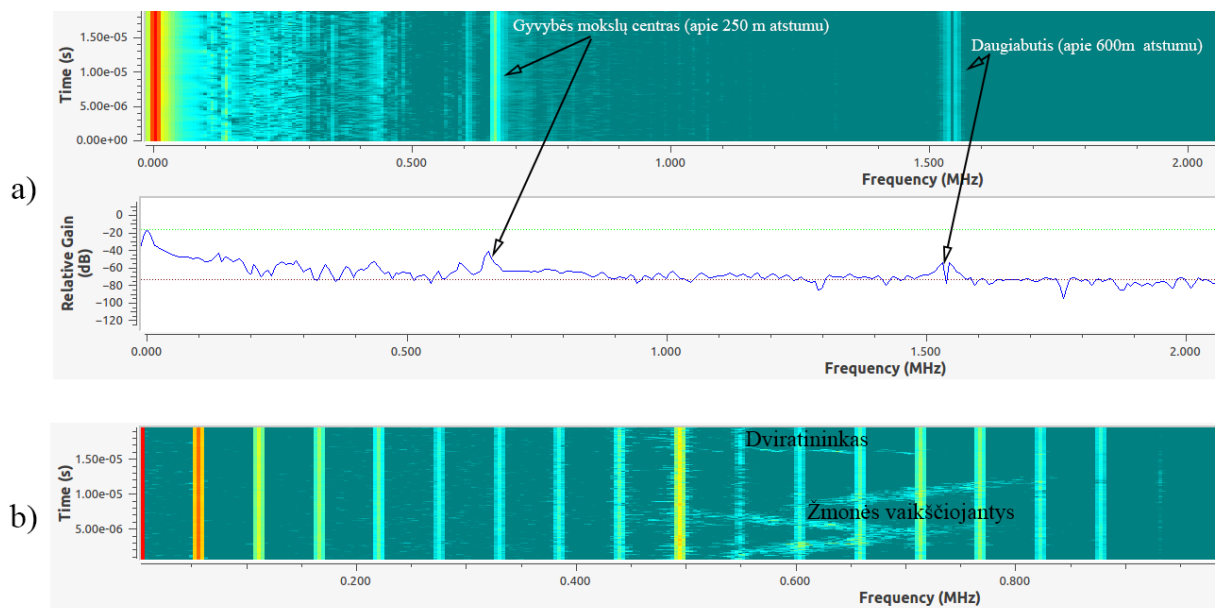 Gyvybės mokslų centras (apie 250 m atstumu)
Daugiabutis (apie 600m atstumu)
a)
Time (s)
1.50e-05
1.00e-05
5.00e-06
0.00e+00
0.000 0.500 1.000 1.500 2.000
Frequency (MHz)
Relative Gain
(dB)
0
−20
−40
−60
−80
−100
−120
0.000 0.500 1.000 1.500 2.000
Frequency (MHz)
b)
Time (s)
1.50e-05
1.00e-05
5.00e-06
Dviratininkas
Žmonės vaikščiojantys
0.200 0.400 0.600 0.800
Frequency (MHz)